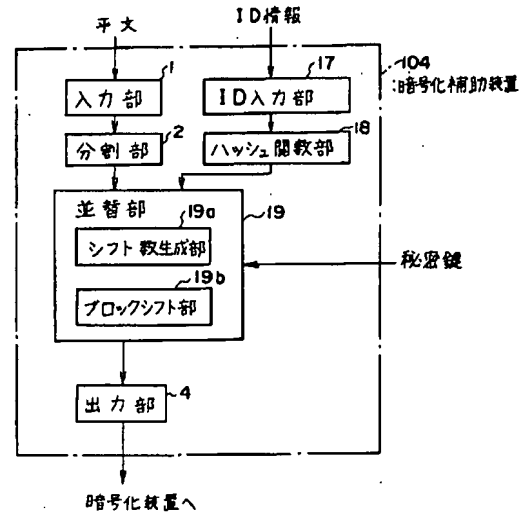 平文
ID情報
1
17
104
入力部
ID入力部
:暗号化補助装置
2
18
分割部
ハッシュ関数部
並替部
19a
19
シフト数生成部
秘密鍵
19b
ブロックシフト部
4
出力部
暗号化装置へ